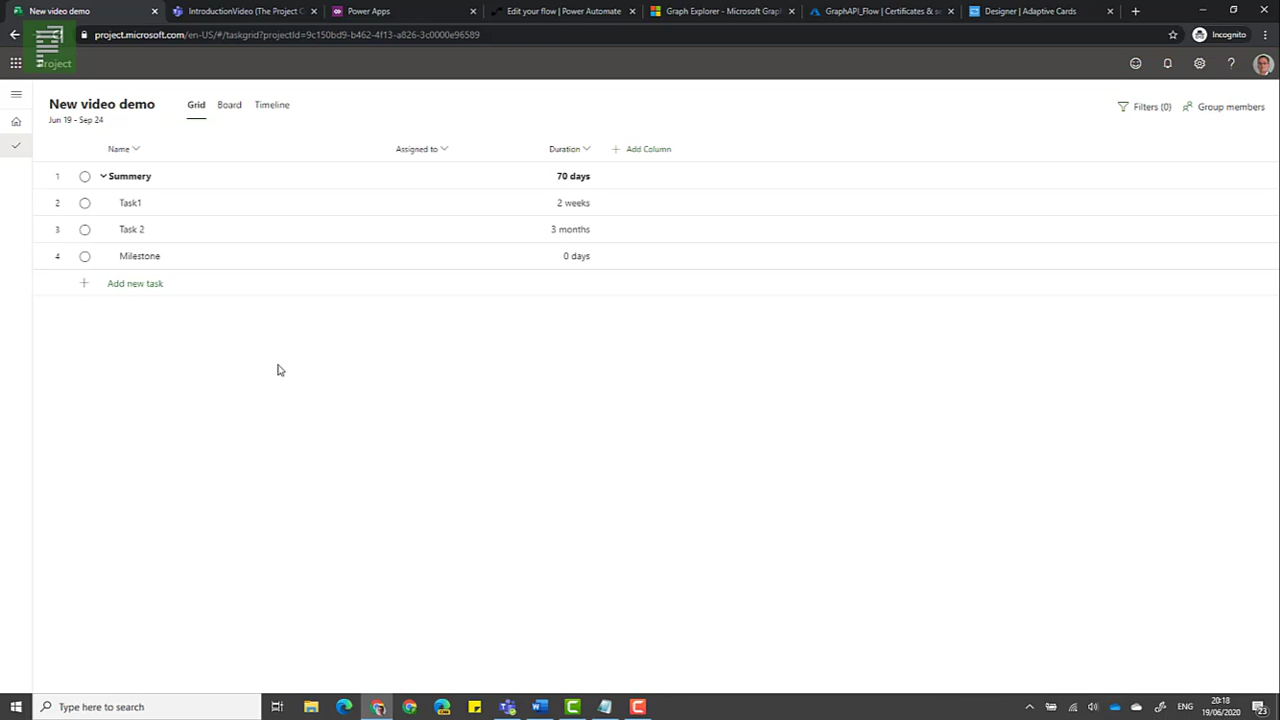 New video demo
IntroductionVideo (The Project C
Power Apps
Edit your flow | Power Automate
Graph Explorer - Microsoft Grap
GraphAPI_Flow | Certificates & se
Designer | Adaptive Cards
project.microsoft.com/en-US/#/taskgrid?projectId=9c150bd9-b462-4f13-a826-3c0000e96589
Incognito
Project
New video demo
Grid
Board
Timeline
Filters (0)
Group members
Jun 19 - Sep 24
Name
Assigned to
Duration
Add Column
1 Summery 70 days
2 Task1 2 weeks
3 Task 2 3 months
4 Milestone 0 days
Add new task
Type here to search
ENG
20:18
19/06/2020
23